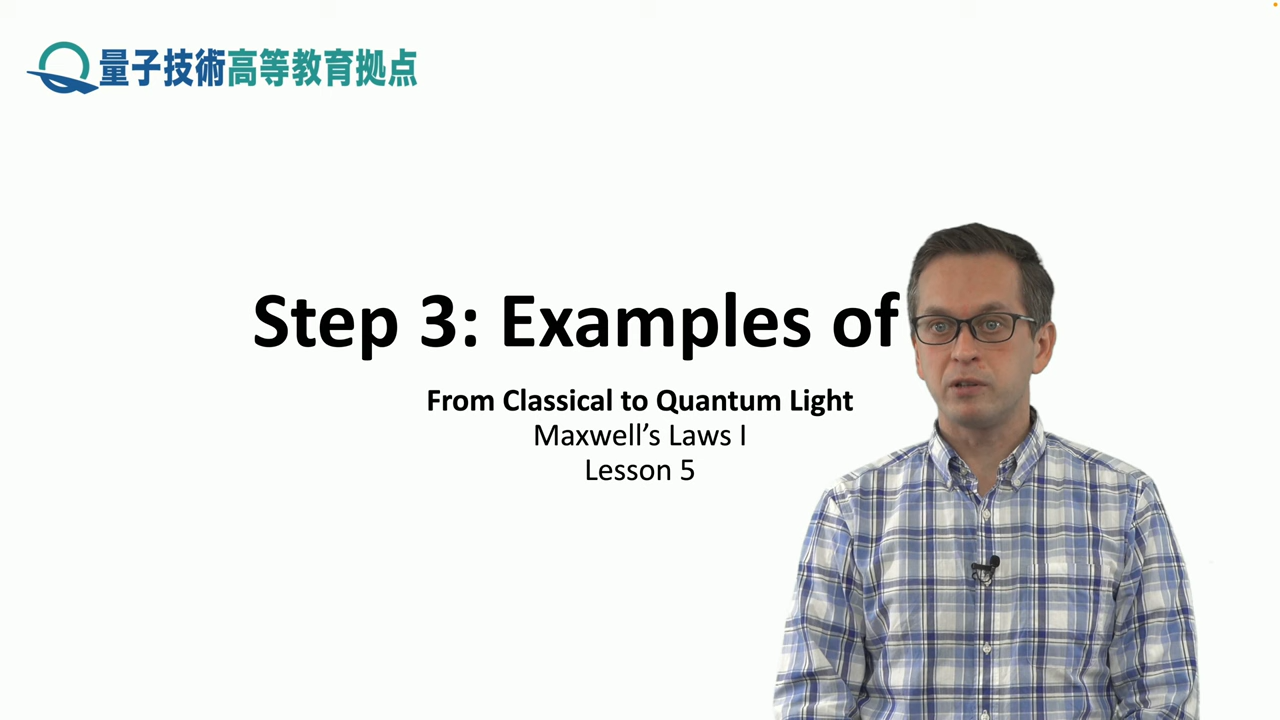 量子技術高等教育拠点
Step 3: Examples of
From Classical to Quantum Light
Maxwell’s Laws I
Lesson 5